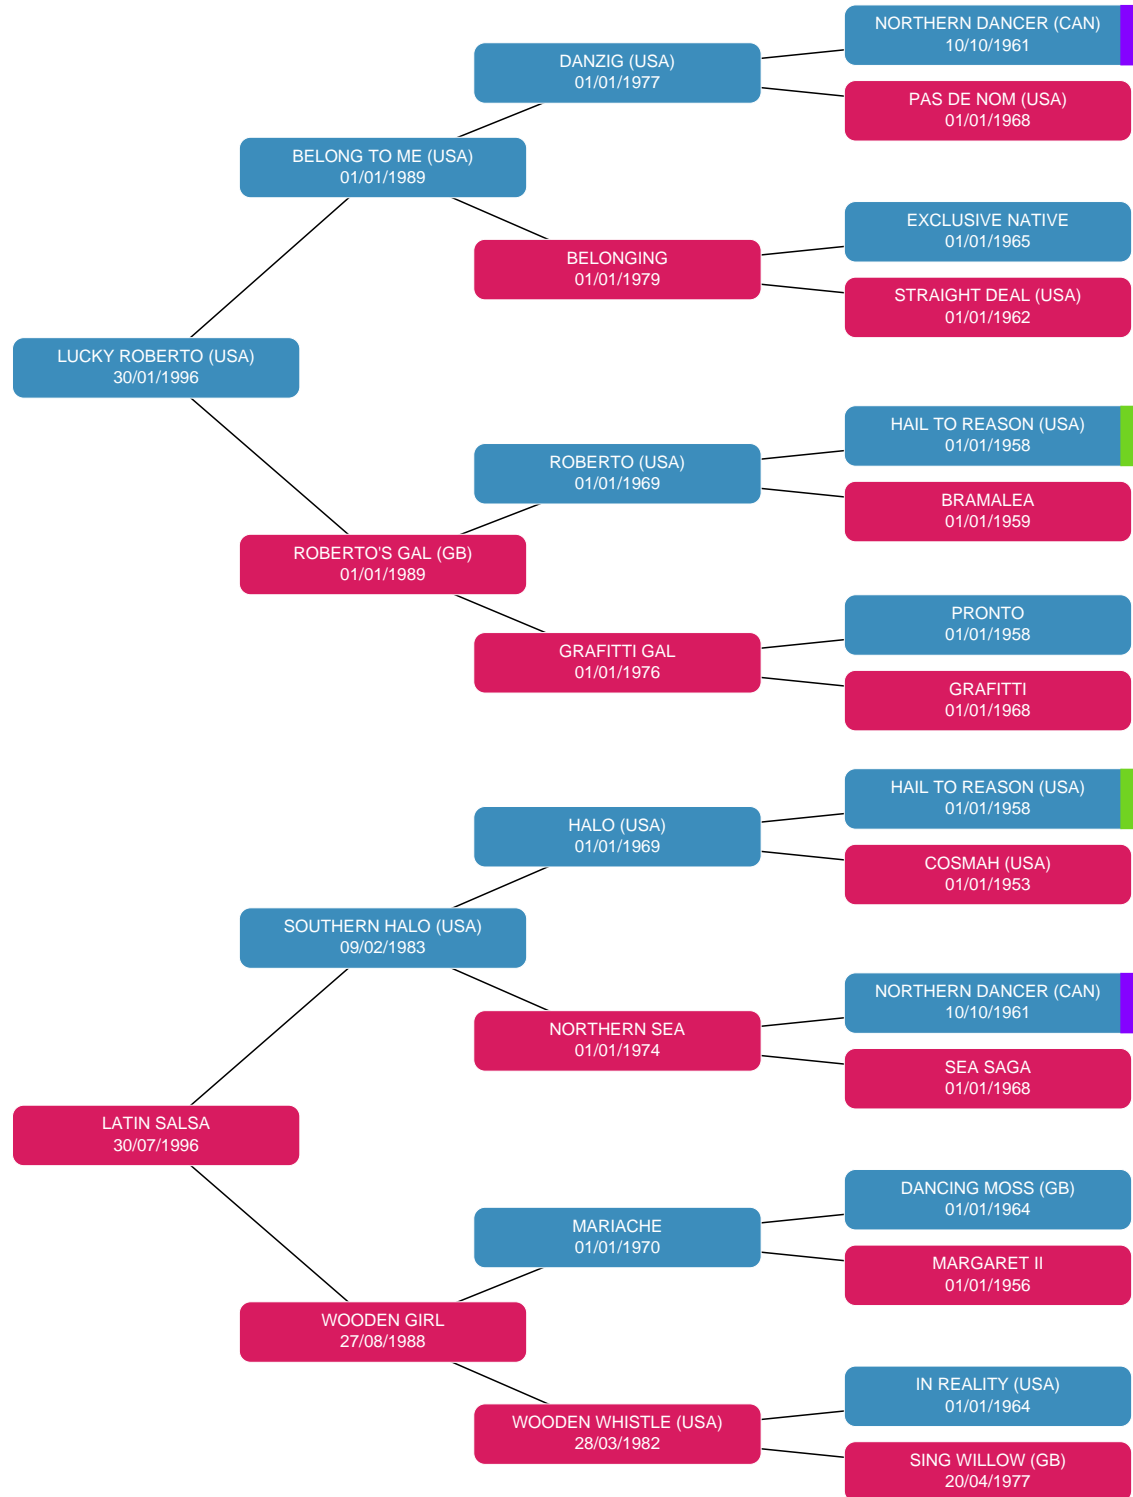 NORTHERN DANCER (CAN)
10/10/1961
DANZIG (USA)
01/01/1977
PAS DE NOM (USA)
01/01/1968
BELONG TO ME (USA)
01/01/1989
EXCLUSIVE NATIVE
01/01/1965
BELONGING
01/01/1979
STRAIGHT DEAL (USA)
01/01/1962
LUCKY ROBERTO (USA)
30/01/1996
HAIL TO REASON (USA)
01/01/1958
ROBERTO (USA)
01/01/1969
BRAMALEA
01/01/1959
ROBERTO'S GAL (GB)
01/01/1989
PRONTO
01/01/1958
GRAFITTI GAL
01/01/1976
GRAFITTI
01/01/1968
HAIL TO REASON (USA)
01/01/1958
HALO (USA)
01/01/1969
COSMAH (USA)
01/01/1953
SOUTHERN HALO (USA)
09/02/1983
NORTHERN DANCER (CAN)
10/10/1961
NORTHERN SEA
01/01/1974
SEA SAGA
01/01/1968
LATIN SALSA
30/07/1996
DANCING MOSS (GB)
01/01/1964
MARIACHE
01/01/1970
MARGARET II
01/01/1956
WOODEN GIRL
27/08/1988
IN REALITY (USA)
01/01/1964
WOODEN WHISTLE (USA)
28/03/1982
SING WILLOW (GB)
20/04/1977